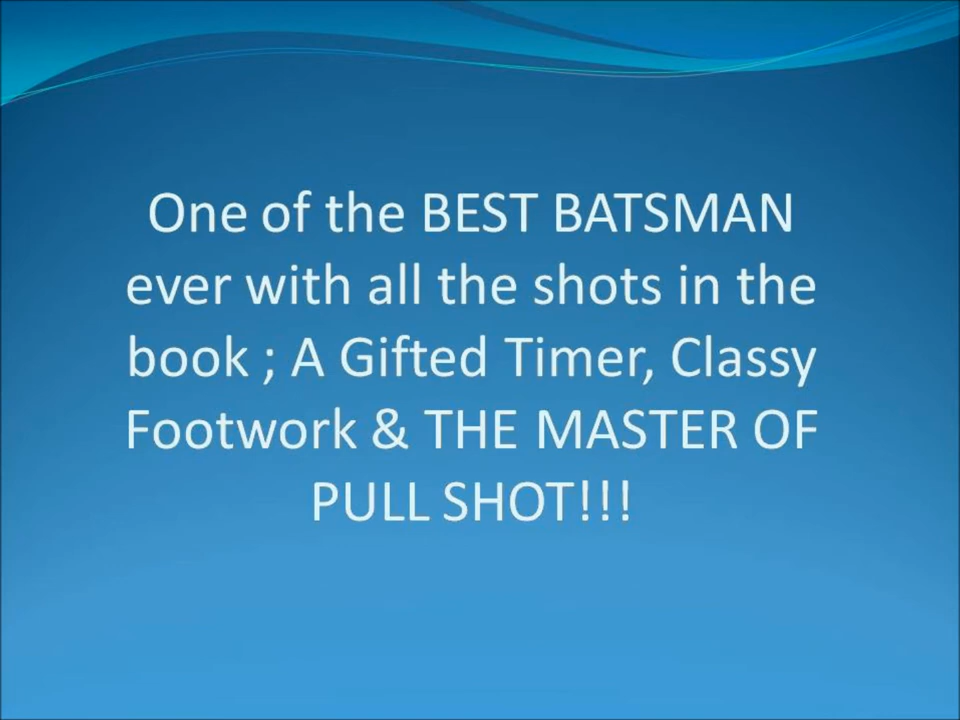 One of the BEST BATSMAN
ever with all the shots in the
book ; A Gifted Timer, Classy
Footwork & THE MASTER OF
PULL SHOT!!!